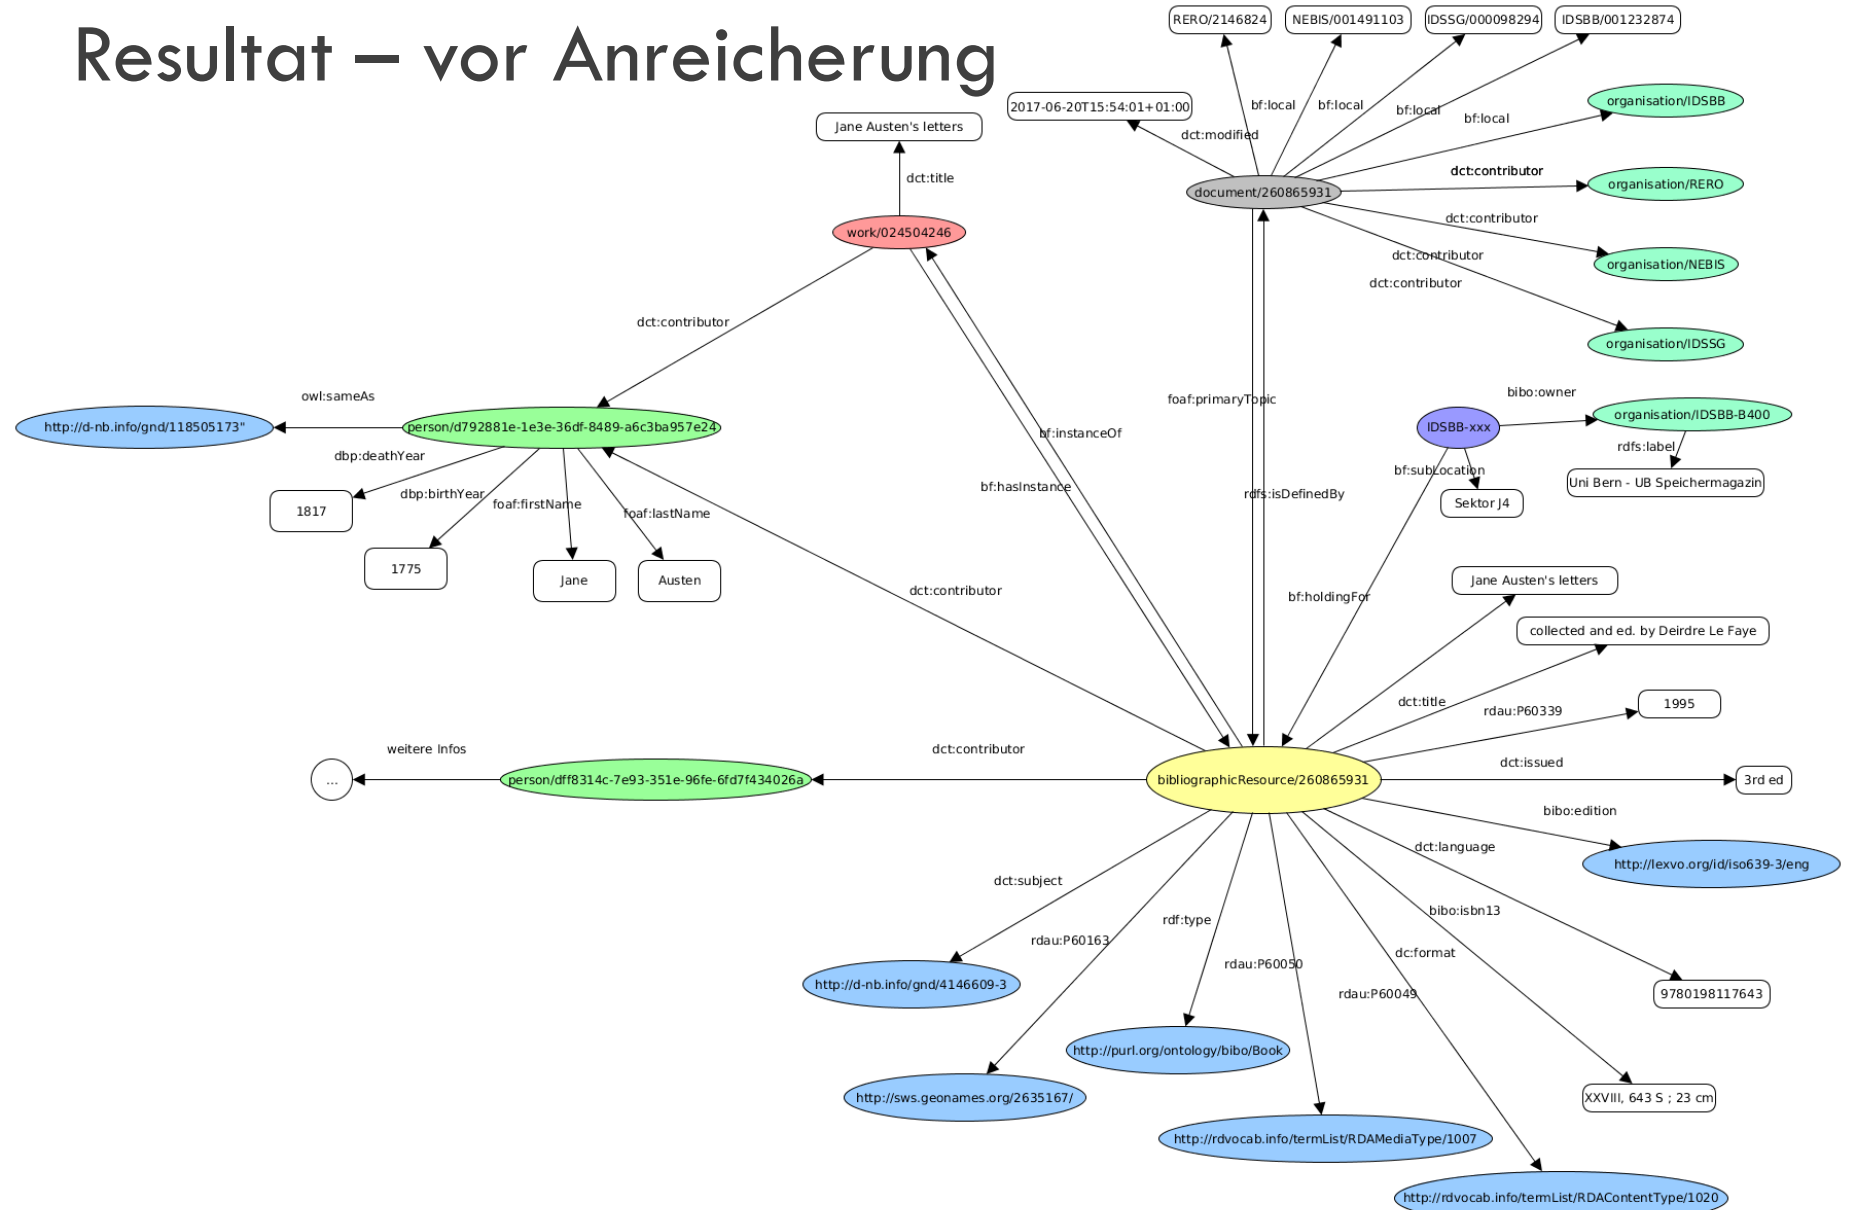 Resultat – vor Anreicherung
RERO/2146824
NEBIS/001491103
IDSSG/000098294
IDSBB/001232874
2017-06-20T15:54:01+01:00
bf:local
bf:local
bf:local
bf:local
dct:modified
organisation/IDSBB
Jane Austen's letters
dct:title
document/260865931
dct:contributor
organisation/RERO
work/024504246
dct:contributor
organisation/NEBIS
dct:contributor
dct:contributor
organisation/IDSSG
dct:contributor
foaf:primaryTopic
bibo:owner
owl:sameAs
http://d-nb.info/gnd/118505173"
person/d792881e-1e3e-36df-8489-a6c3ba957e24
bf:instanceOf
IDSBB-xxx
organisation/IDSBB-B400
rdfs:label
dbp:deathYear
bf:subLocation
Uni Bern - UB Speichermagazin
dbp:birthYear
foaf:firstName
foaf:lastName
bf:hasInstance
rdfs:isDefinedBy
Sektor J4
1817
1775
Jane
Austen
dct:contributor
bf:holdingFor
Jane Austen's letters
collected and ed. by Deirdre Le Faye
dct:title
rdau:P60339
1995
weitere Infos
dct:contributor
dct:issued
...
person/dff8314c-7e93-351e-96fe-6fd7f434026a
bibliographicResource/260865931
3rd ed
bibo:edition
dct:language
http://lexvo.org/id/iso639-3/eng
dct:subject
rdf:type
bibo:isbn13
rdau:P60163
rdau:P60050
dc:format
rdau:P60049
http://d-nb.info/gnd/4146609-3
9780198117643
http://purl.org/ontology/bibo/Book
http://sws.geonames.org/2635167/
XXVIII, 643 S ; 23 cm
http://rdvocab.info/termList/RDAMediaType/1007
http://rdvocab.info/termList/RDAContentType/1020